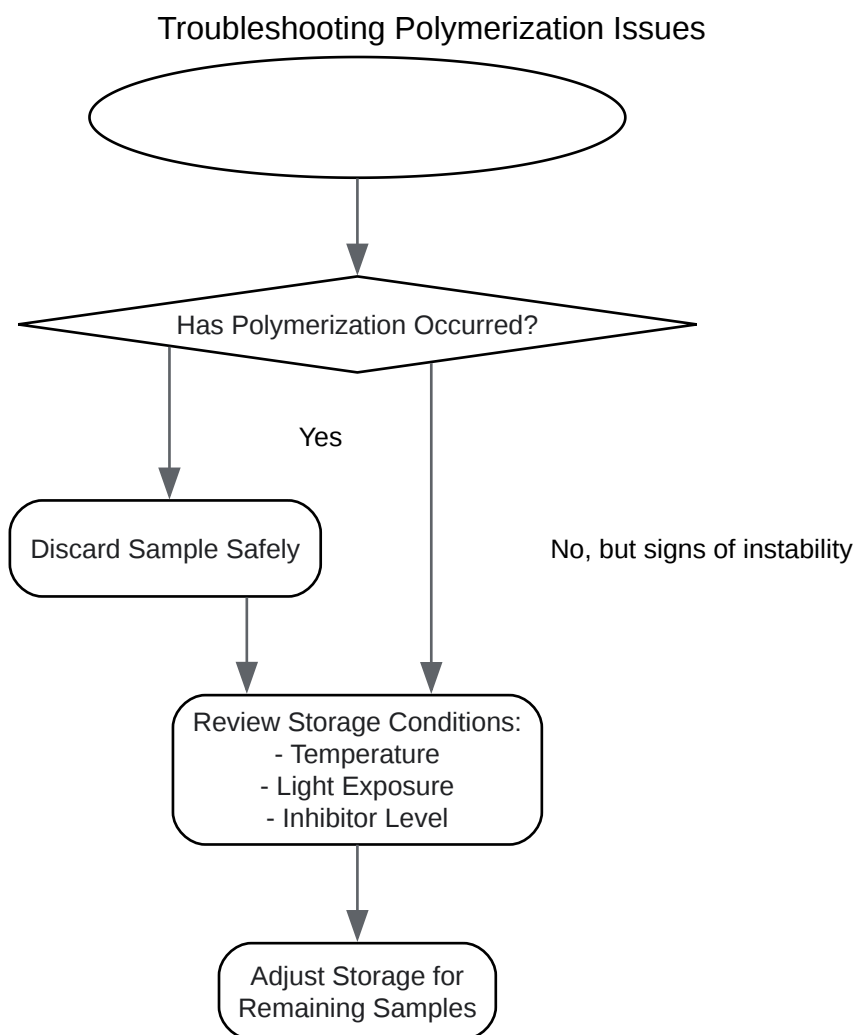 Troubleshooting Polymerization Issues
Has Polymerization Occurred?
Yes
Discard Sample Safely
No, but signs of instability
Review Storage Conditions:
- Temperature
- Light Exposure
- Inhibitor Level
Adjust Storage for
Remaining Samples